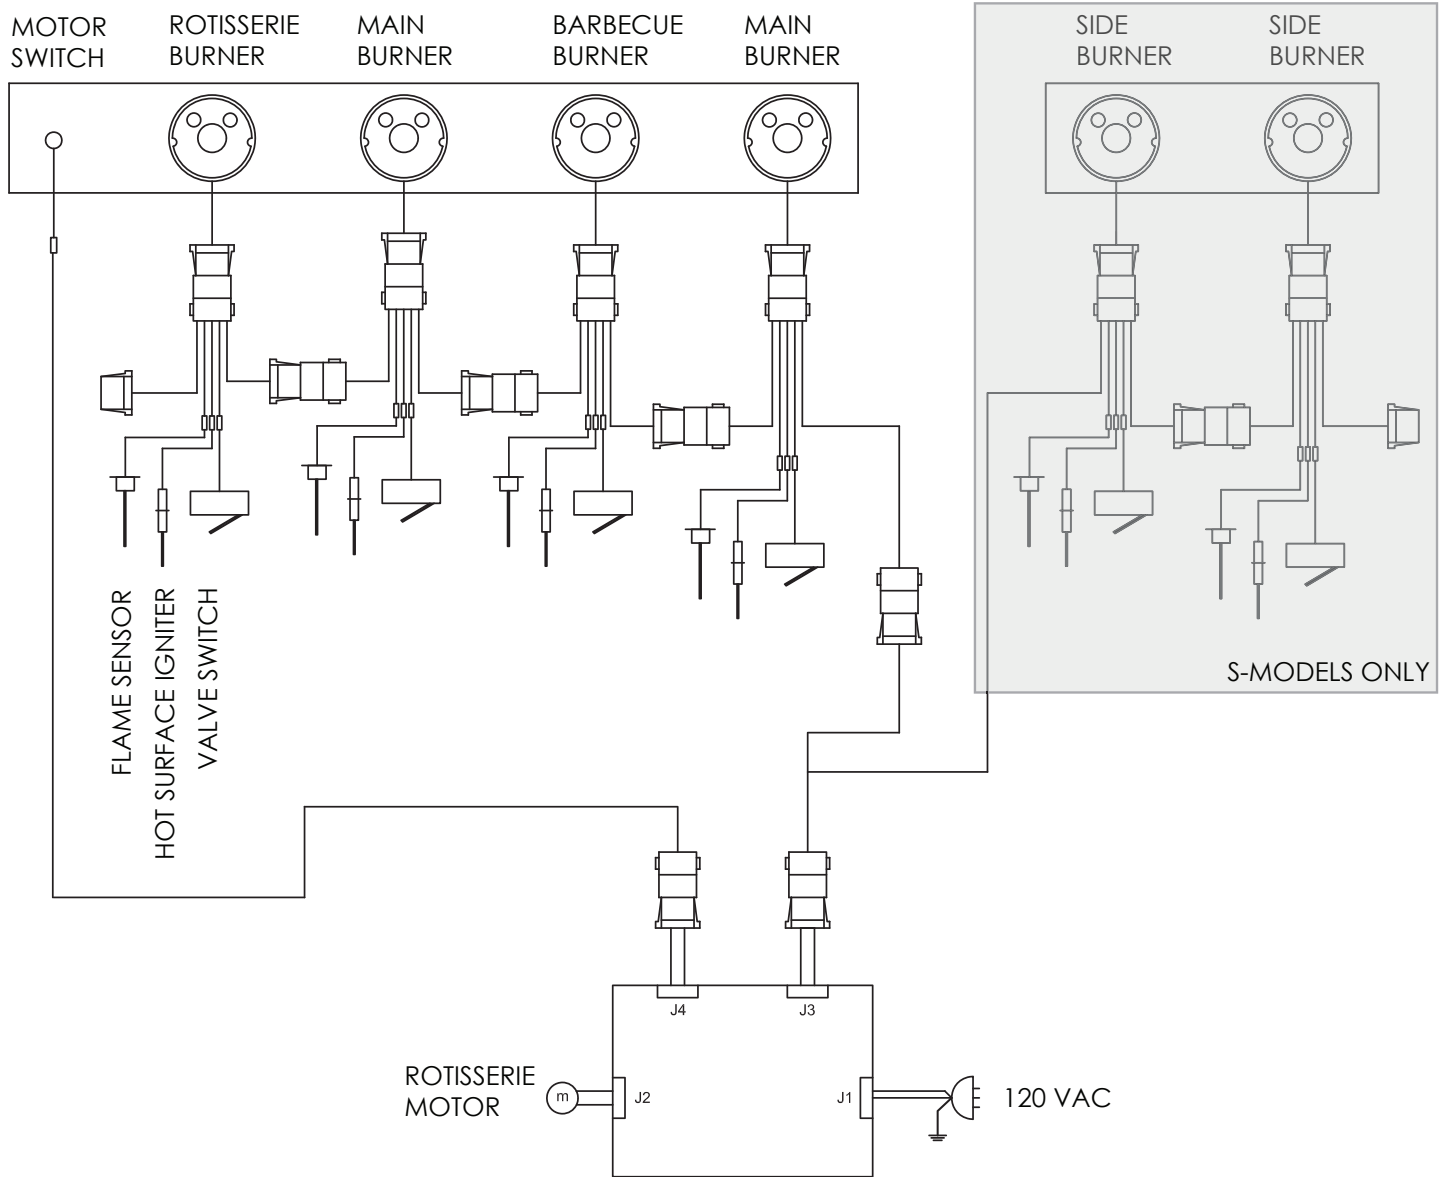 MOTOR
SWITCH
ROTISSERIE
BURNER
MAIN
BURNER
BARBECUE
BURNER
MAIN
BURNER
SIDE
BURNER
SIDE
BURNER
FLAME SENSOR
HOT SURFACE IGNITER
VALVE SWITCH
S-MODELS ONLY
J4
J3
ROTISSERIE
MOTOR
m
J2
J1
120 VAC